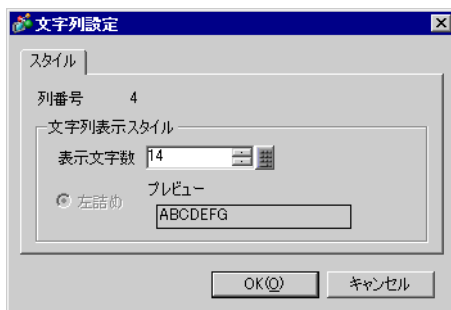 文字列設定
スタイル
列番号 4
文字列表示スタイル
表示文字数 14
左詰め
プレビュー
ABCDEFG
OK(O) キャンセル